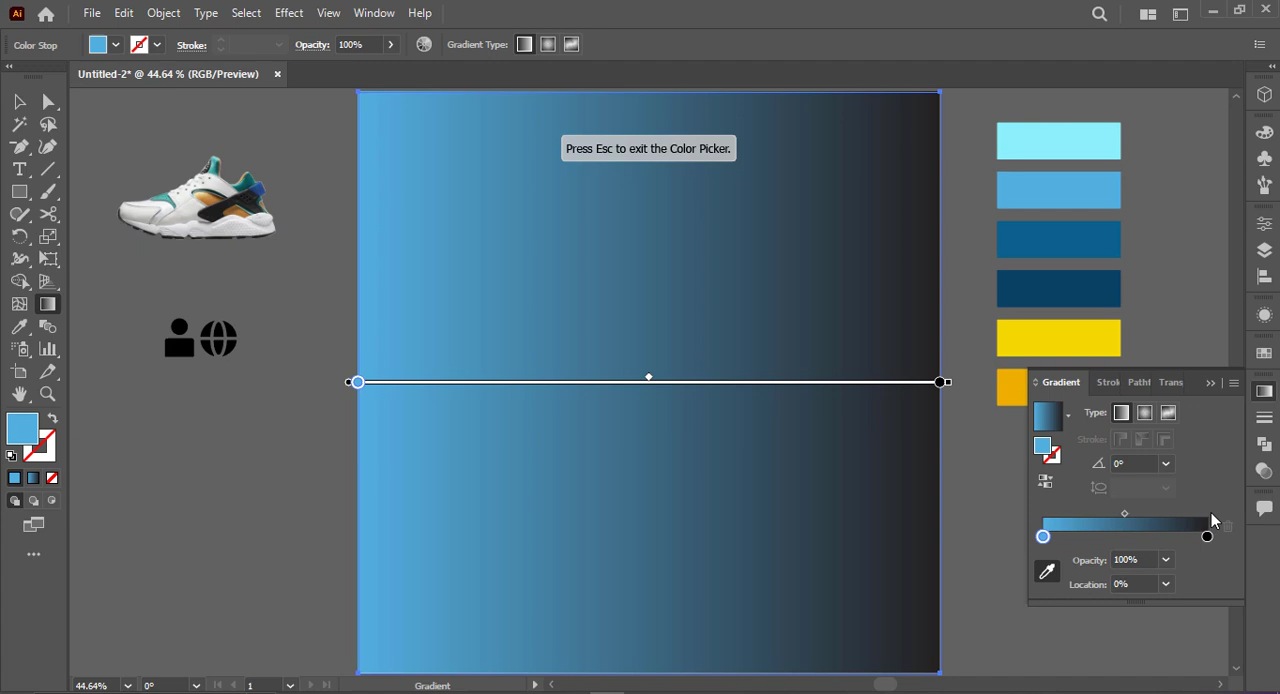 Ai File Edit Object Type Select Effect View Window Help
Color Stop Stroke: Opacity: 100% Gradient Type:
Untitled-2* @ 44.64 % (RGB/Preview) ×
Press Esc to exit the Color Picker.
Gradient Strok Pathf Trans
Type:
Stroke:
0°
Opacity: 100%
Location: 0%
44.64% 0° 1 Gradient